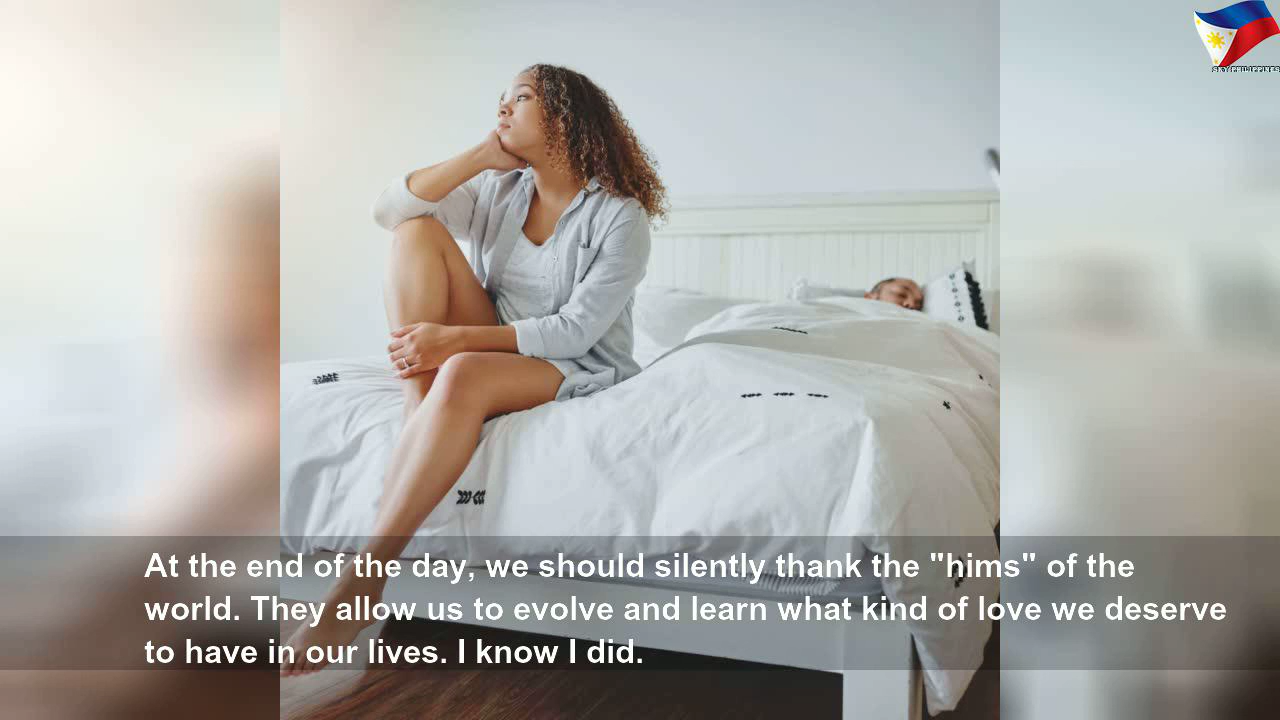 At the end of the day, we should silently thank the "hims" of the
world. They allow us to evolve and learn what kind of love we deserve
to have in our lives. I know I did.